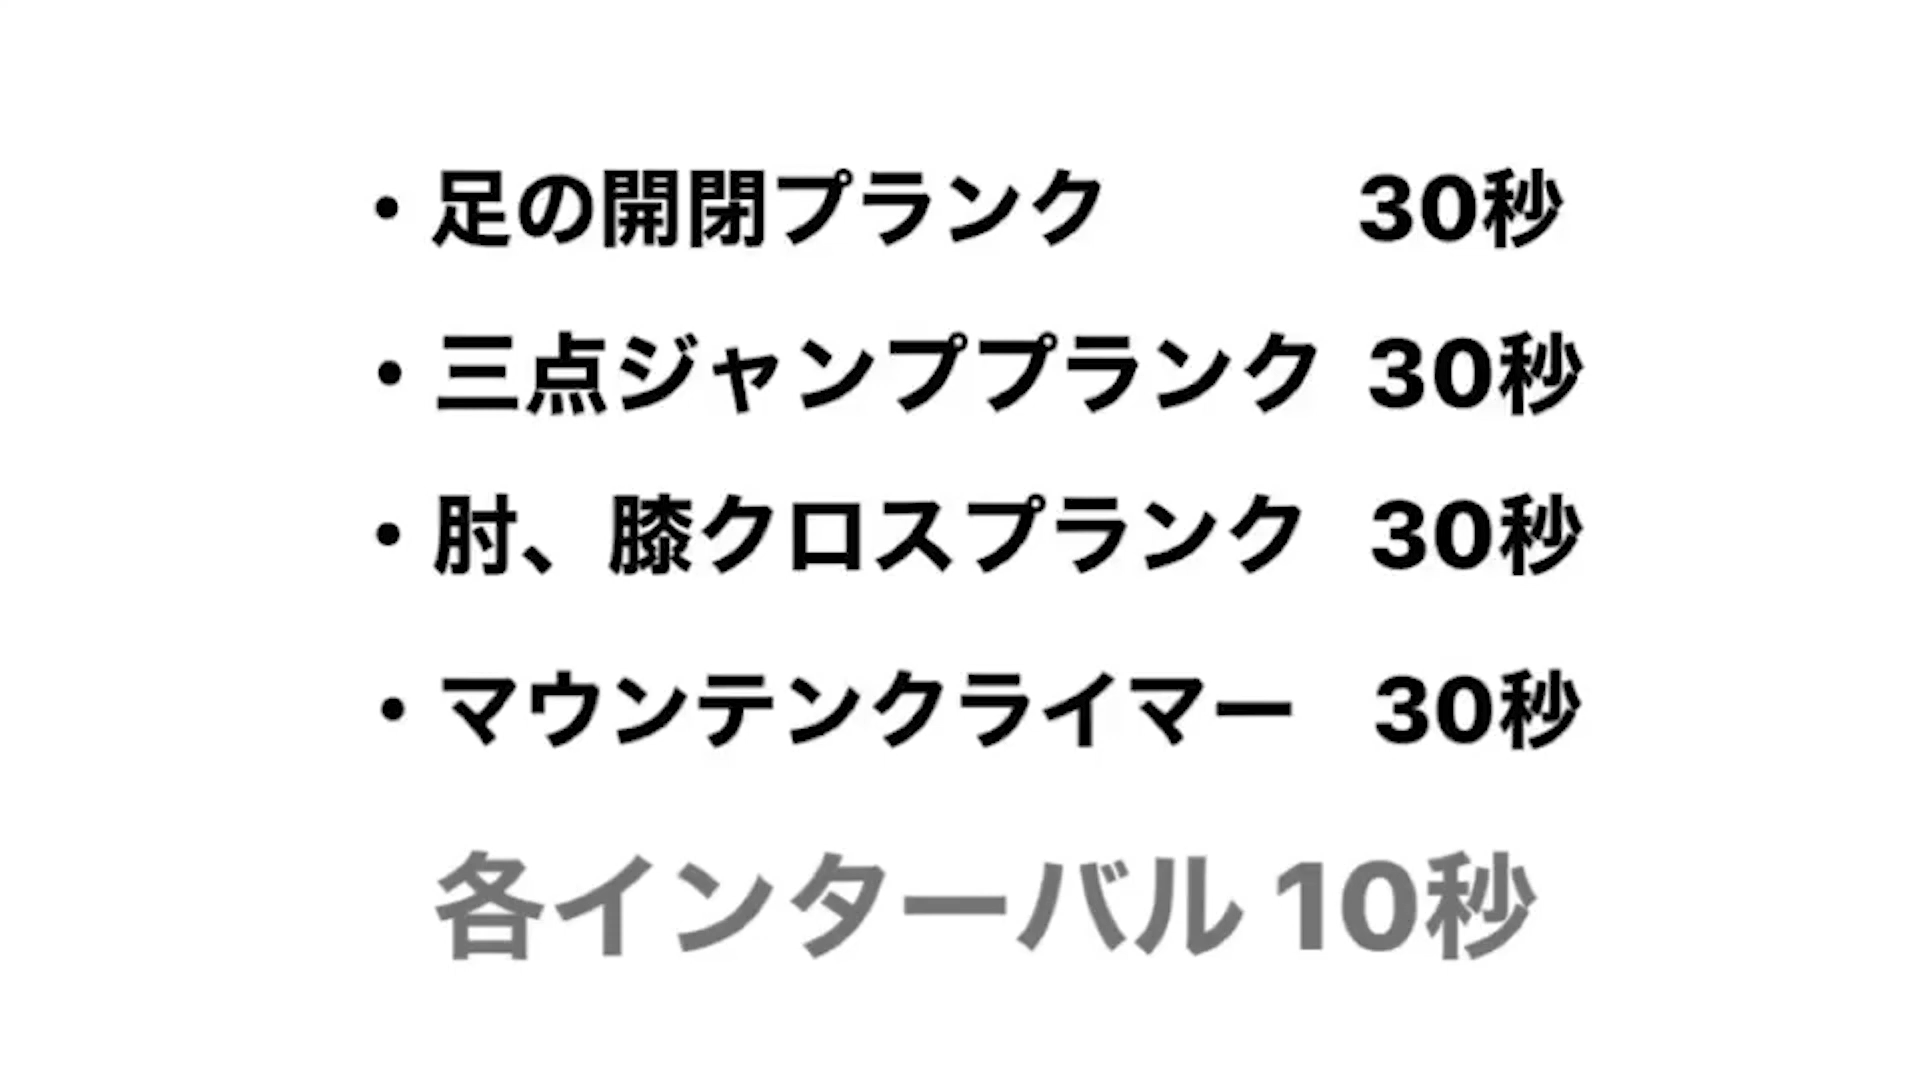 ・足の開閉プランク 30秒
・三点ジャンププランク 30秒
・肘、膝クロスプランク 30秒
・マウンテンクライマー 30秒
各インターバル 10秒